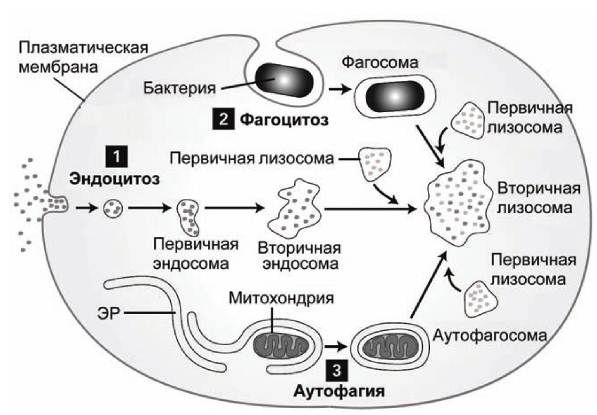 Плазматическая
мембрана
Бактерия
2 Фагоцитоз
Фагосома
Первичная
лизосома
1
Эндоцитоз
Первичная лизосома
Вторичная
лизосома
Первичная
эндосома
Вторичная
эндосома
Первичная
лизосома
ЭР
Митохондрия
Аутофагосома
3
Аутофагия